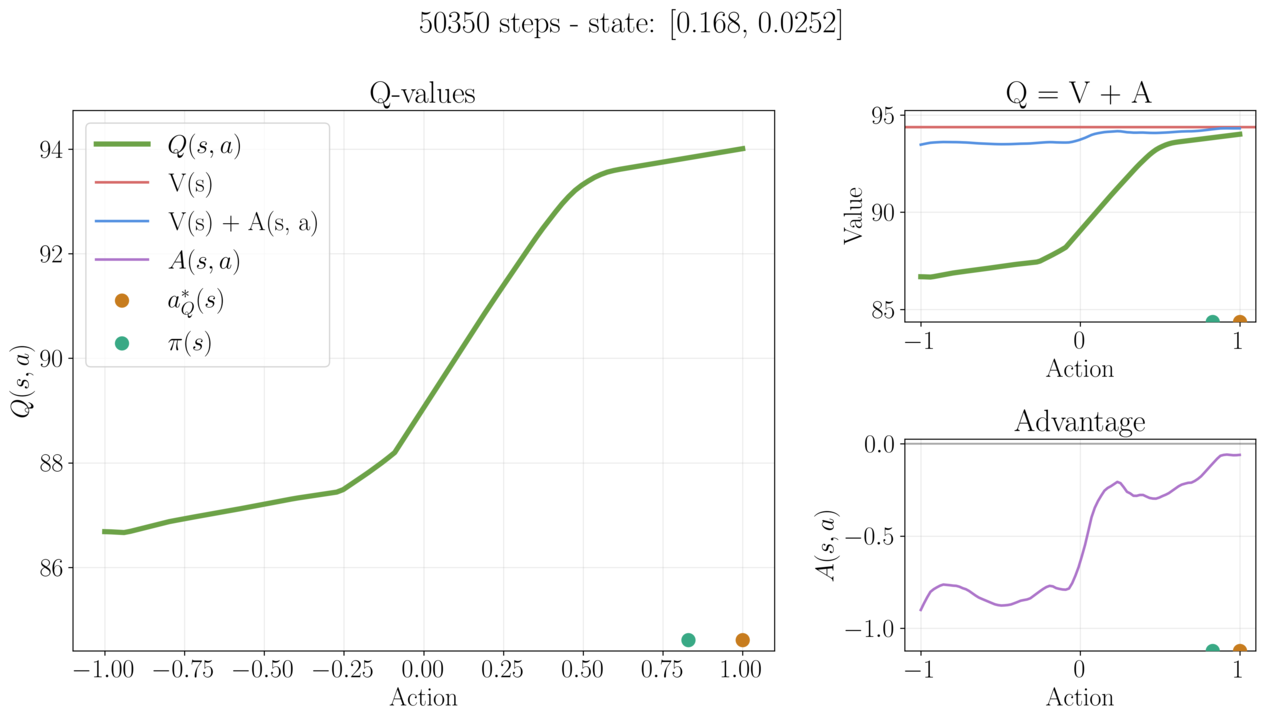 50350 steps - state: [0.168, 0.0252]
Q-values
Q(s, a)
V(s)
V(s) + A(s, a)
A(s, a)
a*Q(s)
π(s)
94
92
90
88
86
Q(s, a)
−1.00 −0.75 −0.50 −0.25 0.00 0.25 0.50 0.75 1.00
Action
Q = V + A
95
90
85
Value
−1 0 1
Action
Advantage
0.0
−0.5
−1.0
A(s, a)
−1 0 1
Action